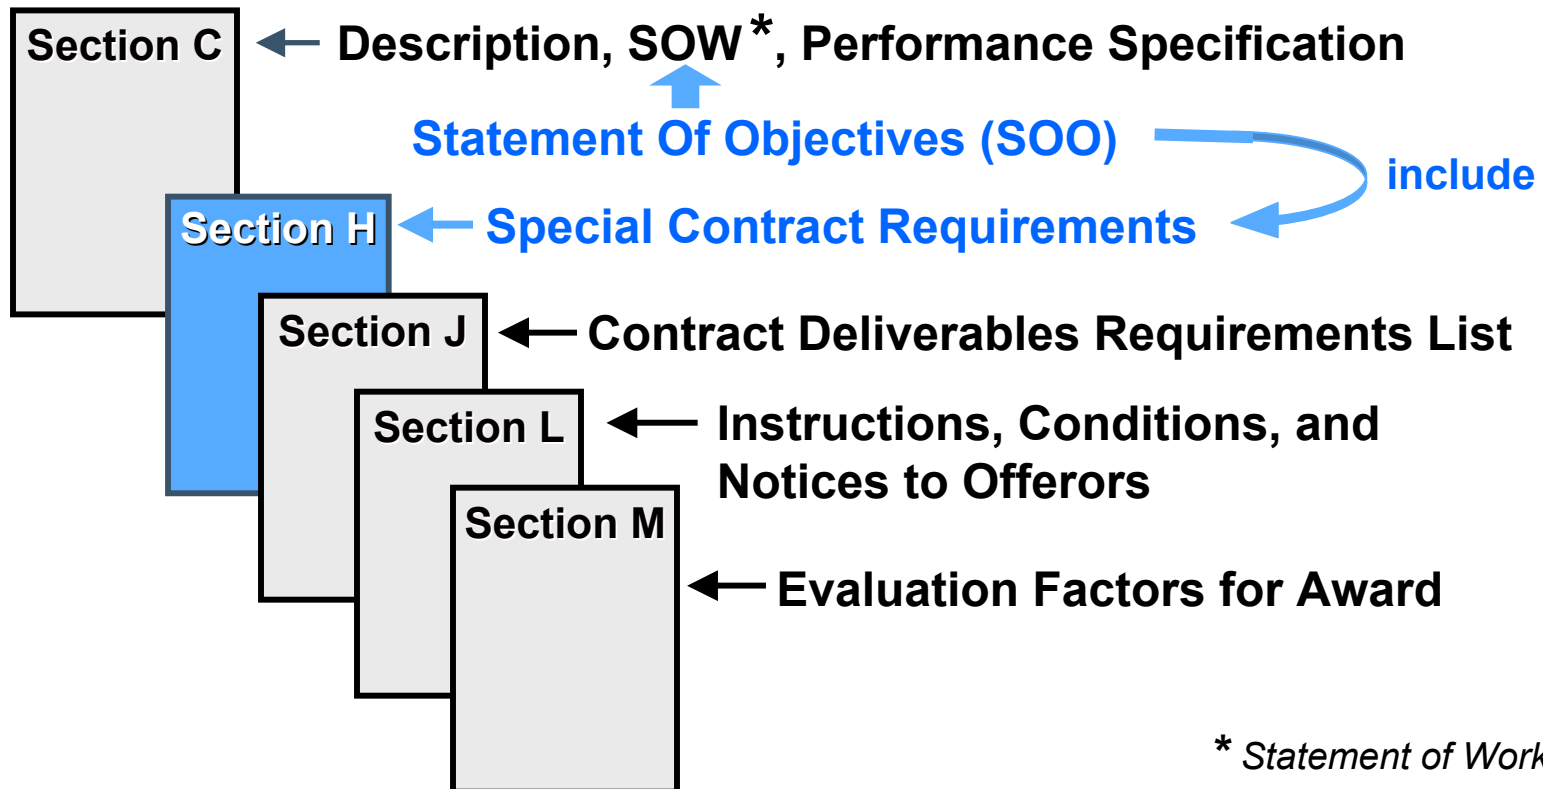 Section C
Description, SOW*, Performance Specification
Statement Of Objectives (SOO)
include
Section H
Special Contract Requirements
Section J
Contract Deliverables Requirements List
Section L
Instructions, Conditions, and
Notices to Offerors
Section M
Evaluation Factors for Award
* Statement of Work